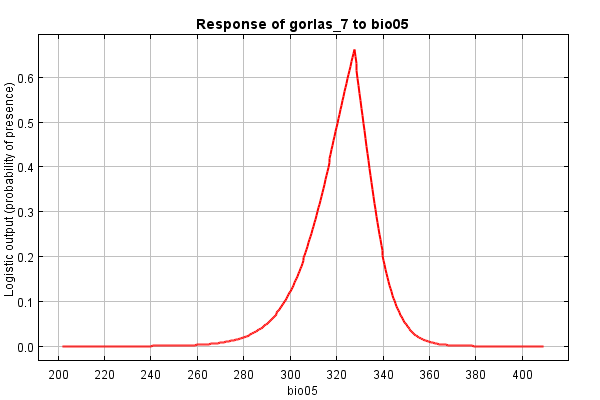 Response of gorlas_7 to bio05
Logistic output (probability of presence)
0.6
0.5
0.4
0.3
0.2
0.1
0.0
200 220 240 260 280 300 320 340 360 380 400
bio05